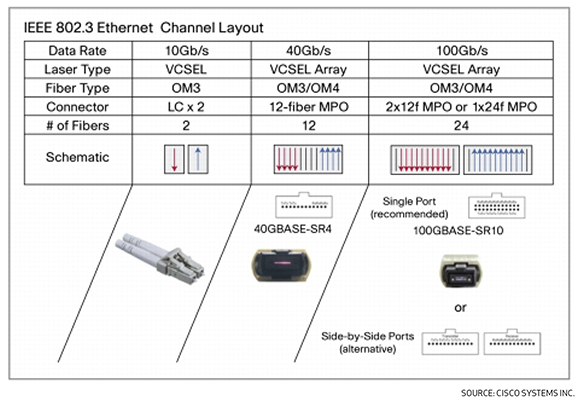 IEEE 802.3 Ethernet Channel Layout
Data Rate 10Gb/s 40Gb/s 100Gb/s
Laser Type VCSEL VCSEL Array VCSEL Array
Fiber Type OM3 OM3/OM4 OM3/OM4
Connector LC x 2 12-fiber MPO 2x12f MPO or 1x24f MPO
# of Fibers 2 12 24
Schematic
Single Port
(recommended)
40GBASE-SR4 100GBASE-SR10
or
Side-by-Side Ports
(alternative)
SOURCE: CISCO SYSTEMS INC.